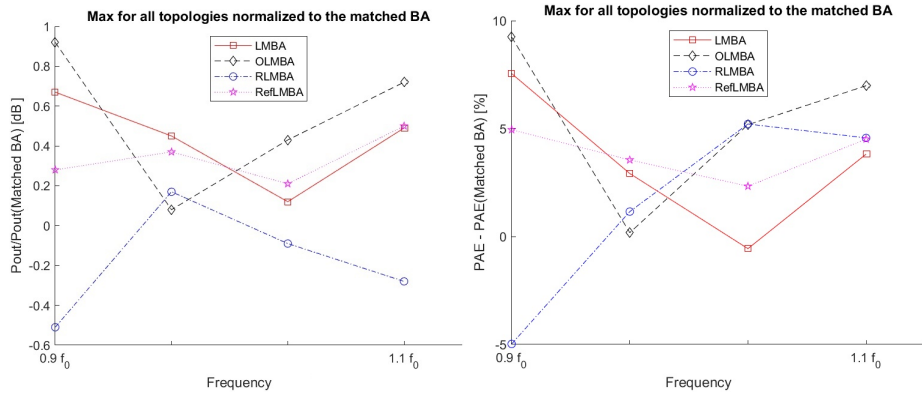 Max for all topologies normalized to the matched BA
Pout/Pout(Matched BA) [dB ]
1
0.8
0.6
0.4
0.2
0
-0.2
-0.4
-0.6
LMBA
OLMBA
RLMBA
RefLMBA
0.9 f0
1.1 f0
Frequency
Max for all topologies normalized to the matched BA
PAE - PAE(Matched BA) [%]
10
5
0
-5
LMBA
OLMBA
RLMBA
RefLMBA
0.9 f0
1.1 f0
Frequency